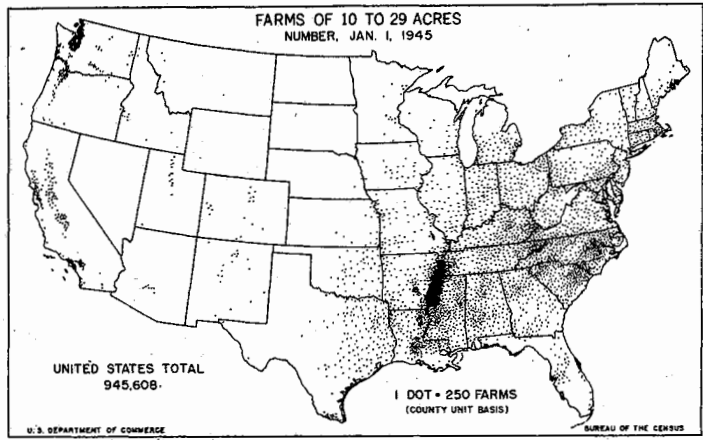 FARMS OF 10 TO 29 ACRES
NUMBER, JAN. 1, 1945
UNITED STATES TOTAL
945,608.
1 DOT = 250 FARMS
(COUNTY UNIT BASIS)
U. S. DEPARTMENT OF COMMERCE
BUREAU OF THE CENSUS